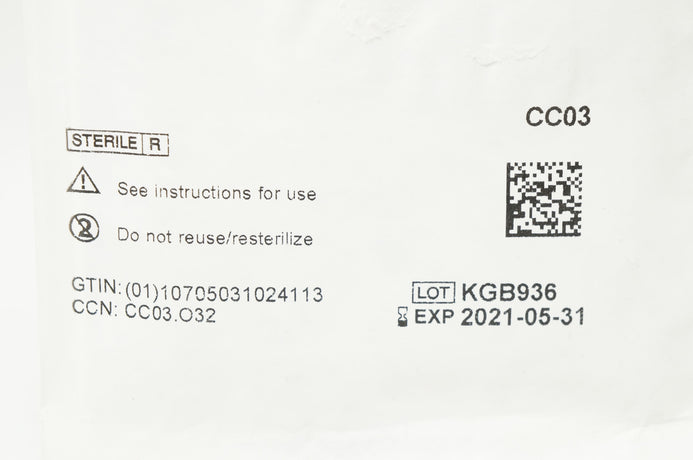 CC03
STERILE R
See instructions for use
2 Do not reuse/resterilize
GTIN:(01)10705031024113
CCN: CC03.O32
LOT KGB936
EXP 2021-05-31